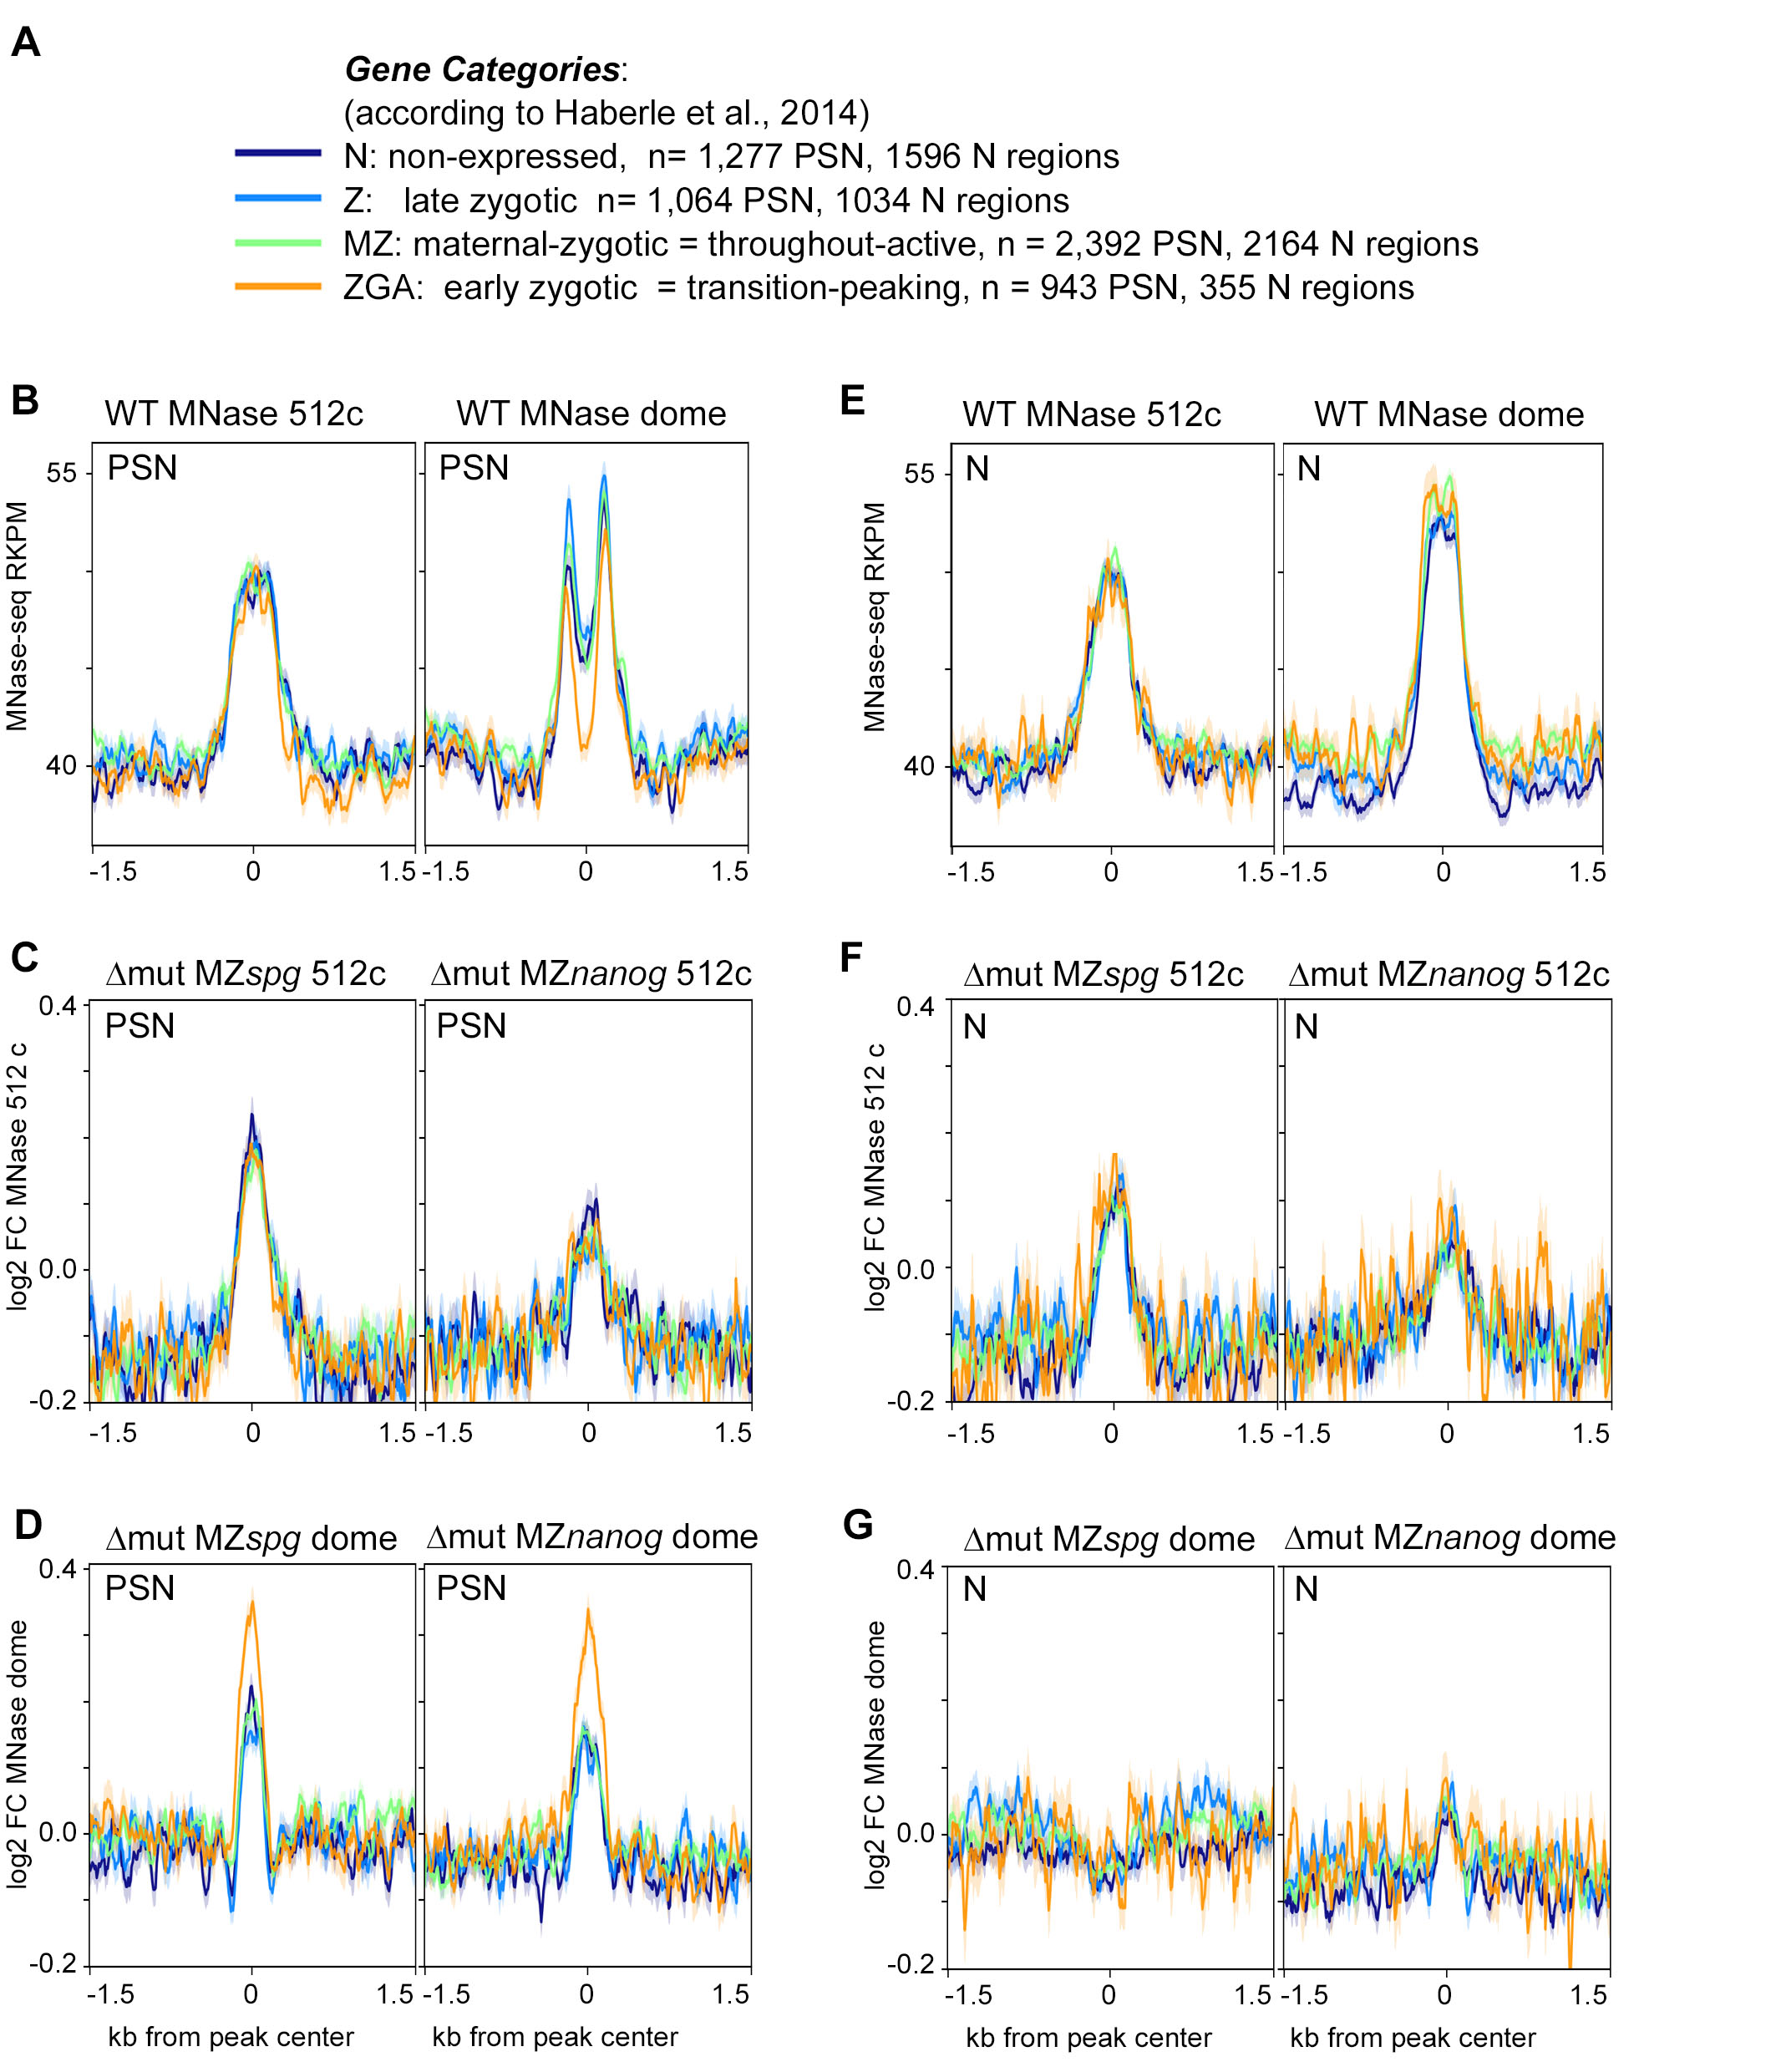 A
Gene Categories:
(according to Haberle et al., 2014)
N: non-expressed, n= 1,277 PSN, 1596 N regions
Z: late zygotic n= 1,064 PSN, 1034 N regions
MZ: maternal-zygotic = throughout-active, n = 2,392 PSN, 2164 N regions
ZGA: early zygotic = transition-peaking, n = 943 PSN, 355 N regions
B
WT MNase 512c
WT MNase dome
PSN
PSN
MNase-seq RKPM
55
40
-1.5 0 1.5
-1.5 0 1.5
E
WT MNase 512c
WT MNase dome
N
N
MNase-seq RKPM
55
40
-1.5 0 1.5
-1.5 0 1.5
C
Δmut MZspg 512c
Δmut MZnanog 512c
PSN
PSN
log2 FC MNase 512 c
0.4
0.0
-0.2
-1.5 0 1.5
-1.5 0 1.5
F
Δmut MZspg 512c
Δmut MZnanog 512c
N
N
log2 FC MNase 512 c
0.4
0.0
-0.2
-1.5 0 1.5
-1.5 0 1.5
D
Δmut MZspg dome
Δmut MZnanog dome
PSN
PSN
log2 FC MNase dome
0.4
0.0
-0.2
-1.5 0 1.5
-1.5 0 1.5
kb from peak center
kb from peak center
G
Δmut MZspg dome
Δmut MZnanog dome
N
N
log2 FC MNase dome
0.4
0.0
-0.2
-1.5 0 1.5
-1.5 0 1.5
kb from peak center
kb from peak center